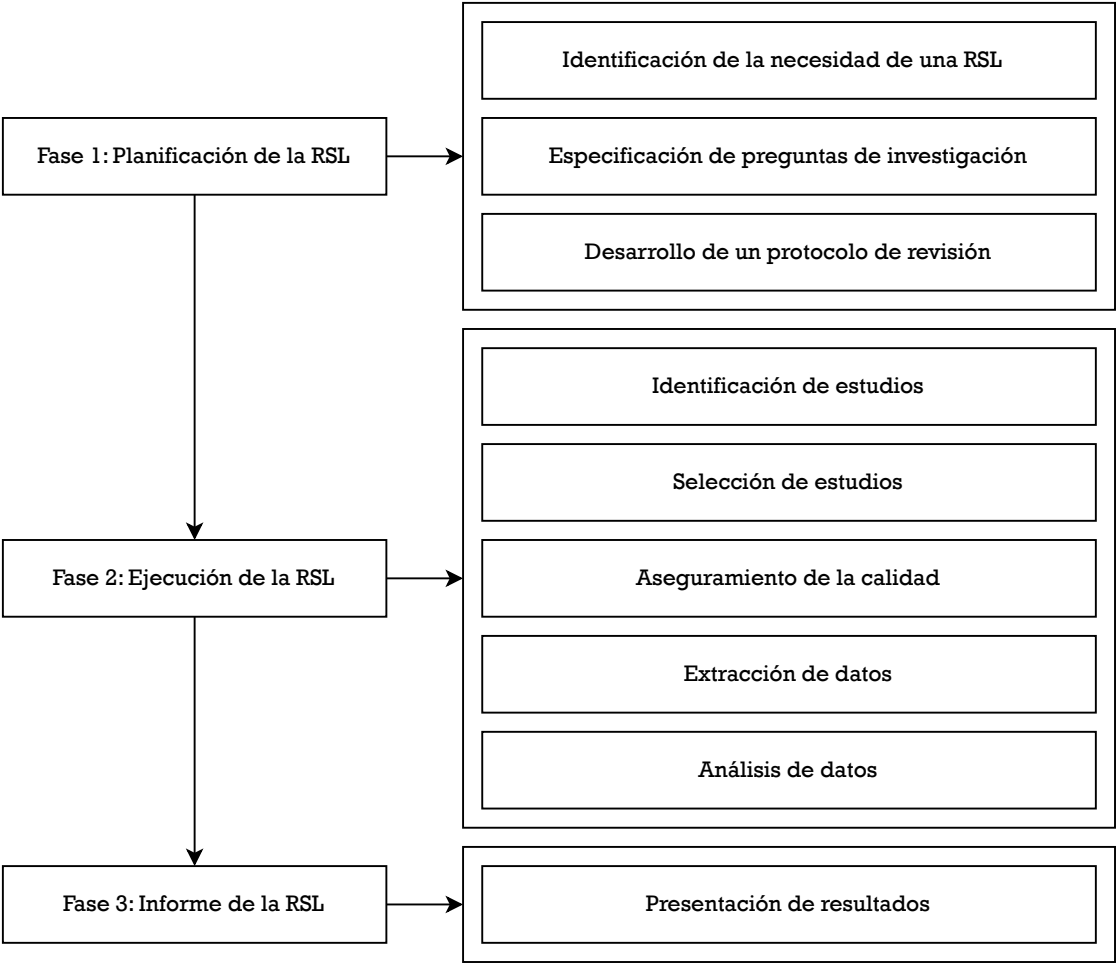 Fase 1: Planificación de la RSL
Identificación de la necesidad de una RSL
Especificación de preguntas de investigación
Desarrollo de un protocolo de revisión
Fase 2: Ejecución de la RSL
Identificación de estudios
Selección de estudios
Aseguramiento de la calidad
Extracción de datos
Análisis de datos
Fase 3: Informe de la RSL
Presentación de resultados